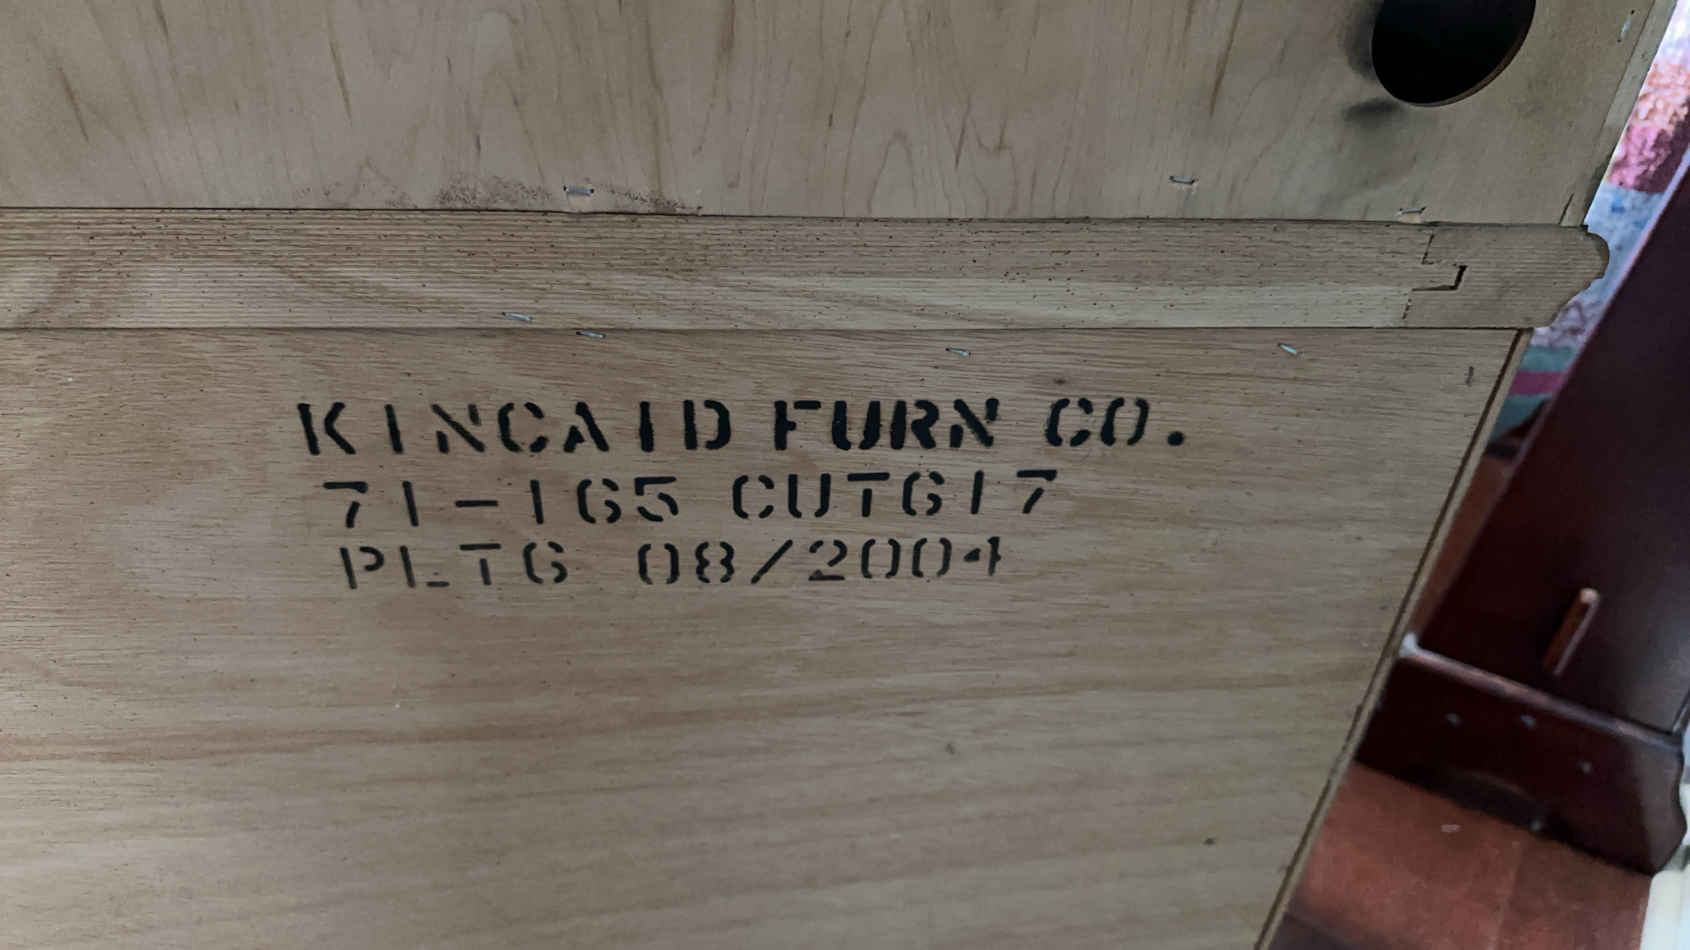 KINCAID FURN CO.
71-165 CUT617
PLT6 08/2004